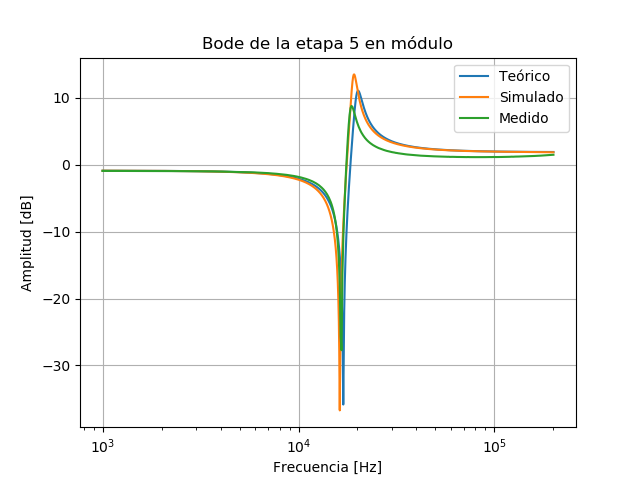 Bode de la etapa 5 en módulo
Teórico
Simulado
Medido
Amplitud [dB]
10
0
−10
−20
−30
10³
10⁴
10⁵
Frecuencia [Hz]